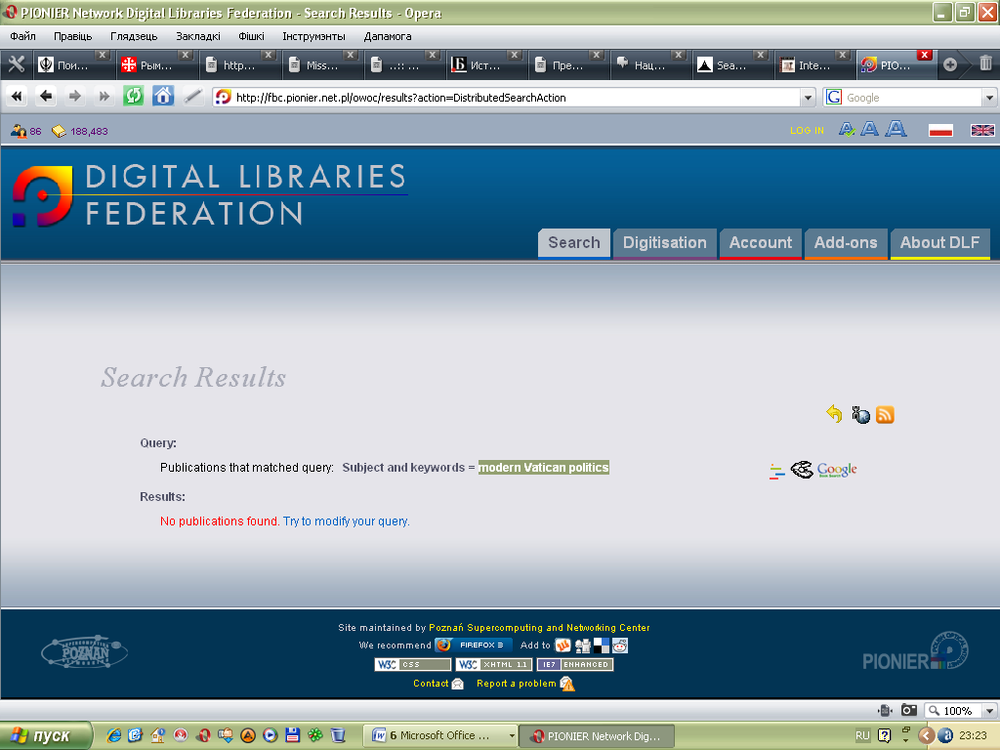 PIONIER Network Digital Libraries Federation - Search Results - Opera
Файл Правіць Глядзець Закладкі Фішкі Інструмэнты Дапамога
Пои... Рым... http... Miss... ..:: ... Ист... Пре... Нац... Sea... Inte... PIO...
http://fbc.pionier.net.pl/owoc/results?action=DistributedSearchAction
Google
86 188,483 LOG IN A A A
DIGITAL LIBRARIES
FEDERATION
Search Digitisation Account Add-ons About DLF
Search Results
Query:
Publications that matched query: Subject and keywords = modern Vatican politics
Google
Results:
No publications found. Try to modify your query.
Site maintained by Poznań Supercomputing and Networking Center
We recommend FIREFOX 3 Add to
W3C CSS W3C XHTML 1.1 IE7 ENHANCED
Contact Report a problem
POZNAŃ
PIONIER
100%
пуск 6 Microsoft Office ... PIONIER Network Dig... RU 23:23